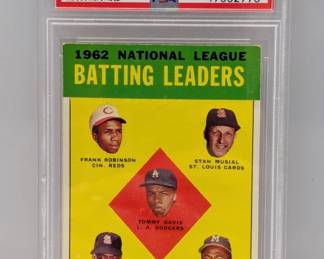 1962 NATIONAL LEAGUE
BATTING LEADERS
FRANK ROBINSON
CIN. REDS
STAN MUSIAL
ST. LOUIS CARDS
TOMMY DAVIS
L. A. DODGERS